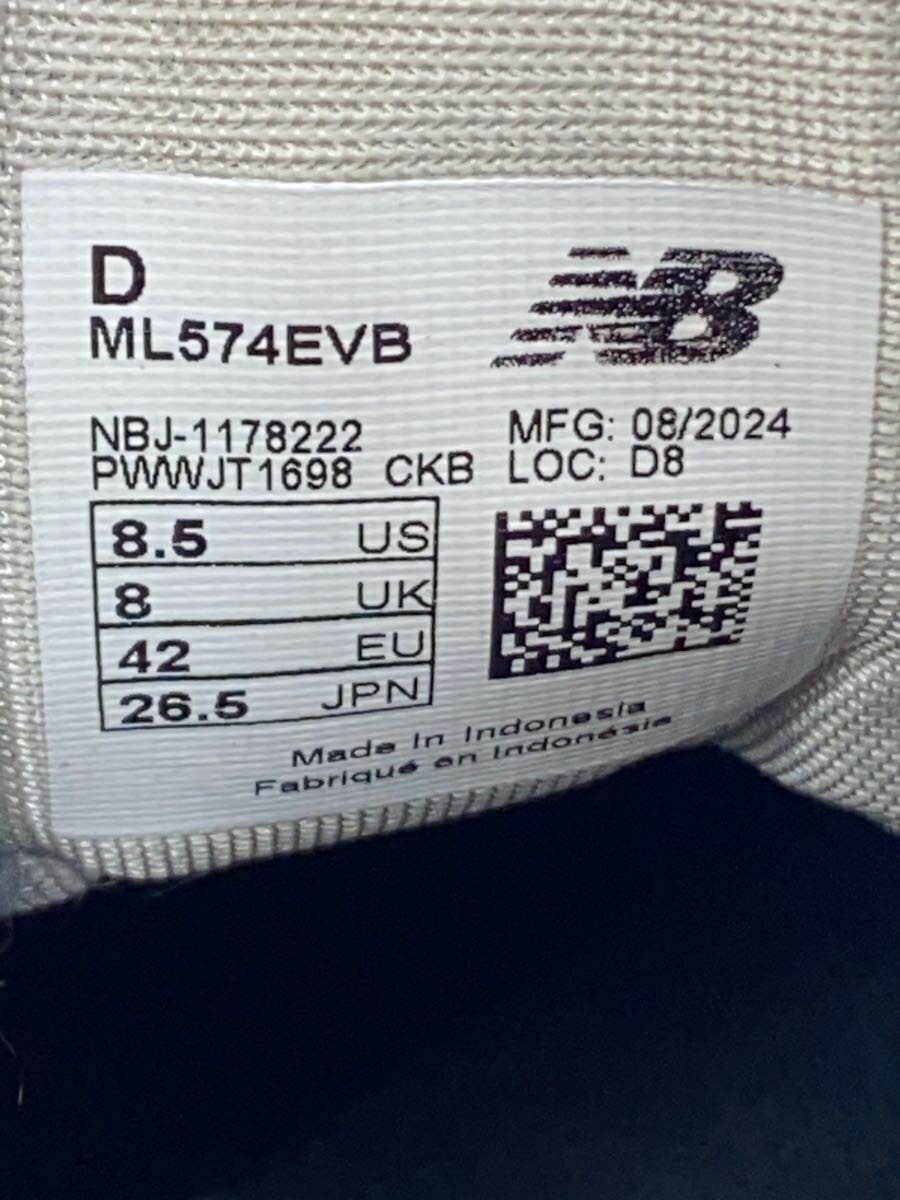 D
ML574EVB
NB
NBJ-1178222
PWWJT1698 CKB
MFG: 08/2024
LOC: D8
8.5 US
8 UK
42 EU
26.5 JPN
Made In Indonesia
Fabriqué en Indonésie